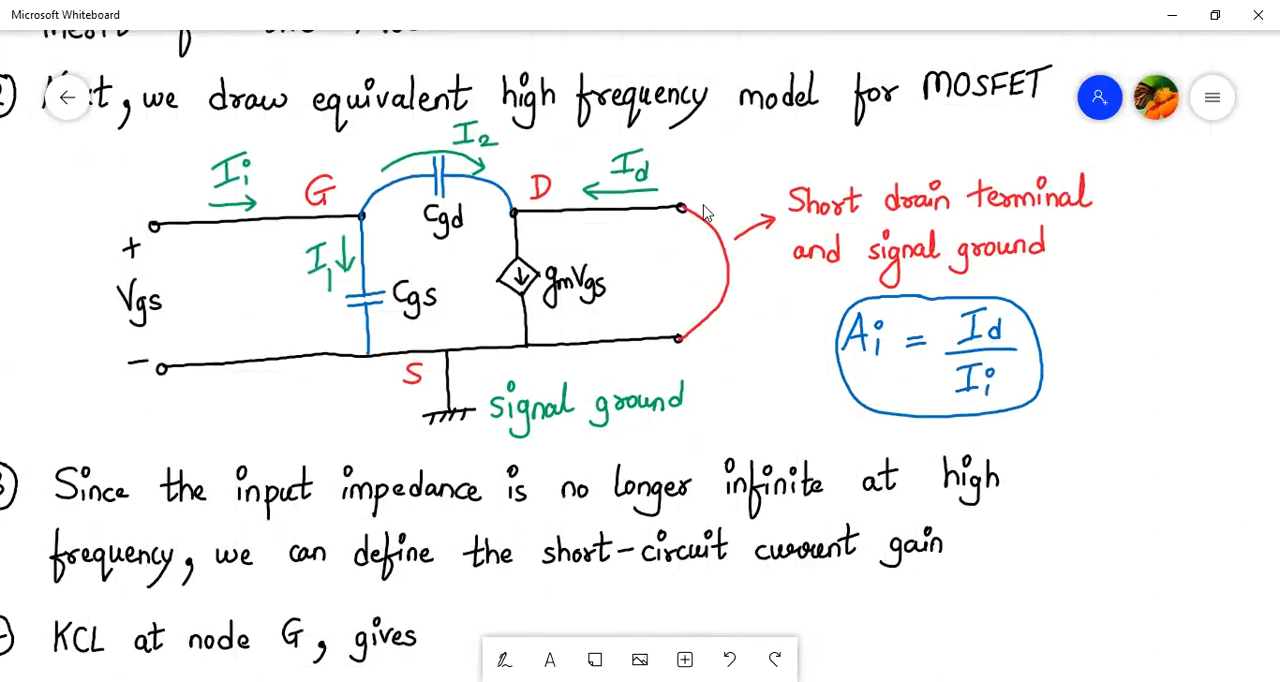 Microsoft Whiteboard
, we draw equivalent high frequency model for MOSFET
I2
Ii
G
D
Id
Cgd
Short drain terminal
and signal ground
+
Vgs
−
I1
Cgs
gmVgs
Ai = Id / Ii
S
signal ground
Since the input impedance is no longer infinite at high
frequency, we can define the short-circuit current gain
KCL at node G, gives